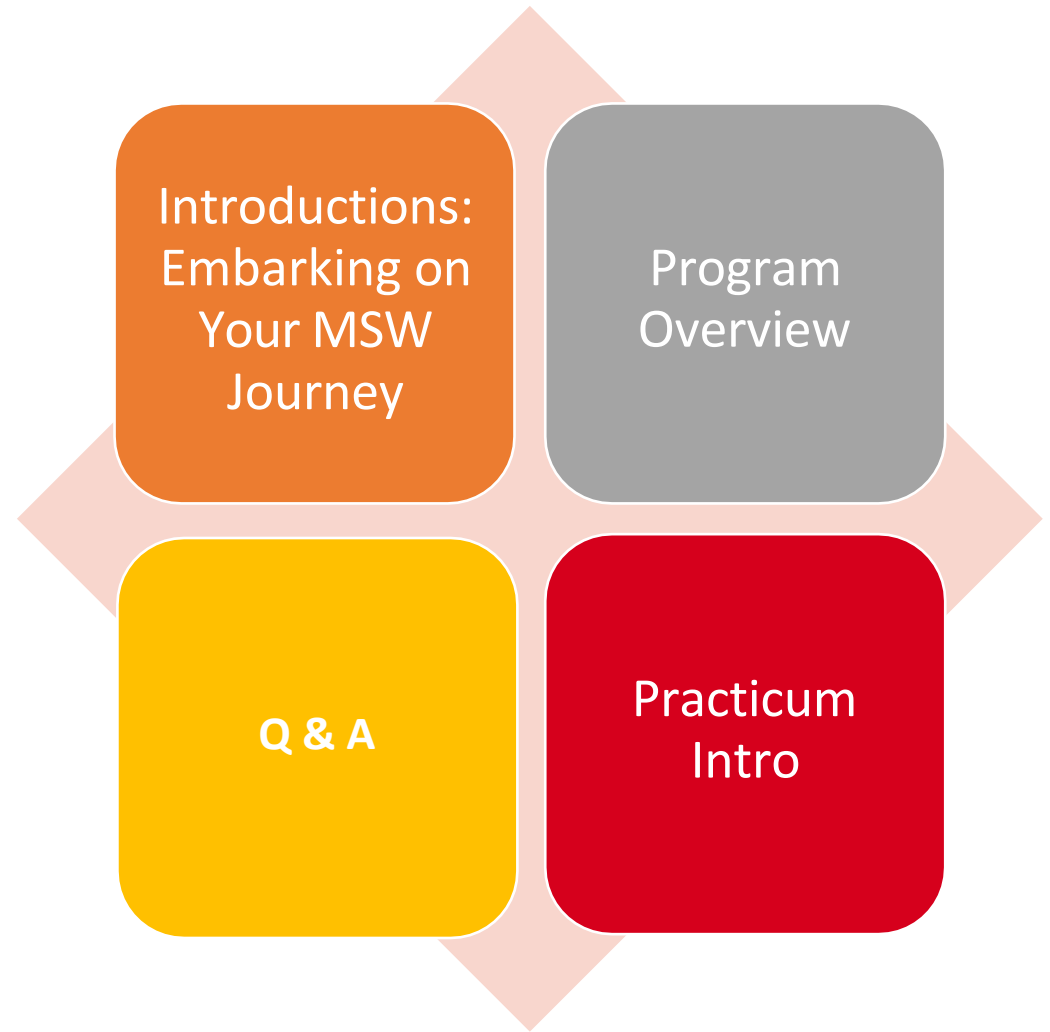 Introductions:
Embarking on
Your MSW
Journey
Program
Overview
Q & A
Practicum
Intro